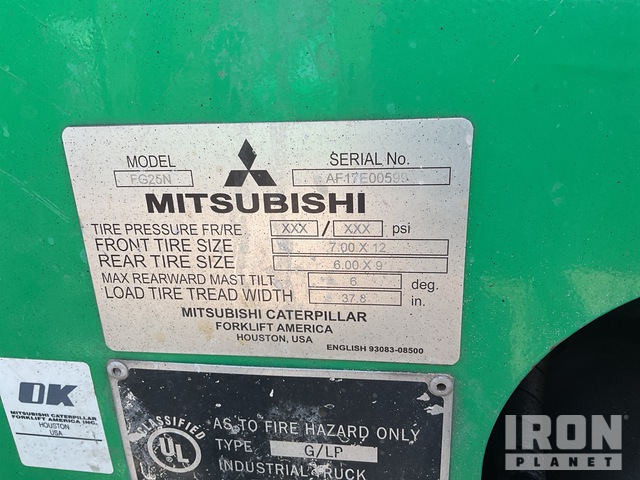 MODEL
FG25N
SERIAL No.
AF17E00599
MITSUBISHI
TIRE PRESSURE FR/RE. XXX / XXX psi
FRONT TIRE SIZE 7.00 X 12
REAR TIRE SIZE 6.00 X 9
MAX REARWARD MAST TILT 6 deg.
LOAD TIRE TREAD WIDTH 37.8 in.
MITSUBISHI CATERPILLAR
FORKLIFT AMERICA
HOUSTON, USA
ENGLISH 93083-08500
OK
MITSUBISHI CATERPILLAR
FORKLIFT AMERICA INC.
HOUSTON
USA
CLASSIFIED
UL
AS TO FIRE HAZARD ONLY
TYPE G/LP
INDUSTRIAL TRUCK
IRON
PLANET